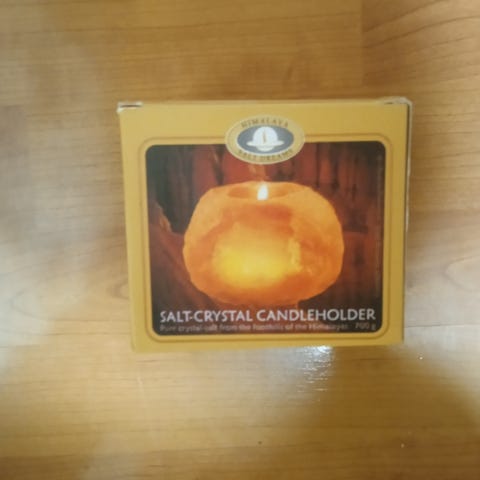 HIMALAYA
SALT DREAMS
SALT-CRYSTAL CANDLEHOLDER
Pure crystal-salt from the foothills of the Himalayas 700 g